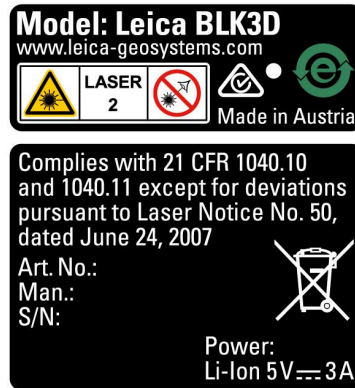 Model: Leica BLK3D
www.leica-geosystems.com
LASER
2
Made in Austria
Complies with 21 CFR 1040.10
and 1040.11 except for deviations
pursuant to Laser Notice No. 50,
dated June 24, 2007
Art. No.:
Man.:
S/N:
Power:
Li-Ion 5V⎓3A